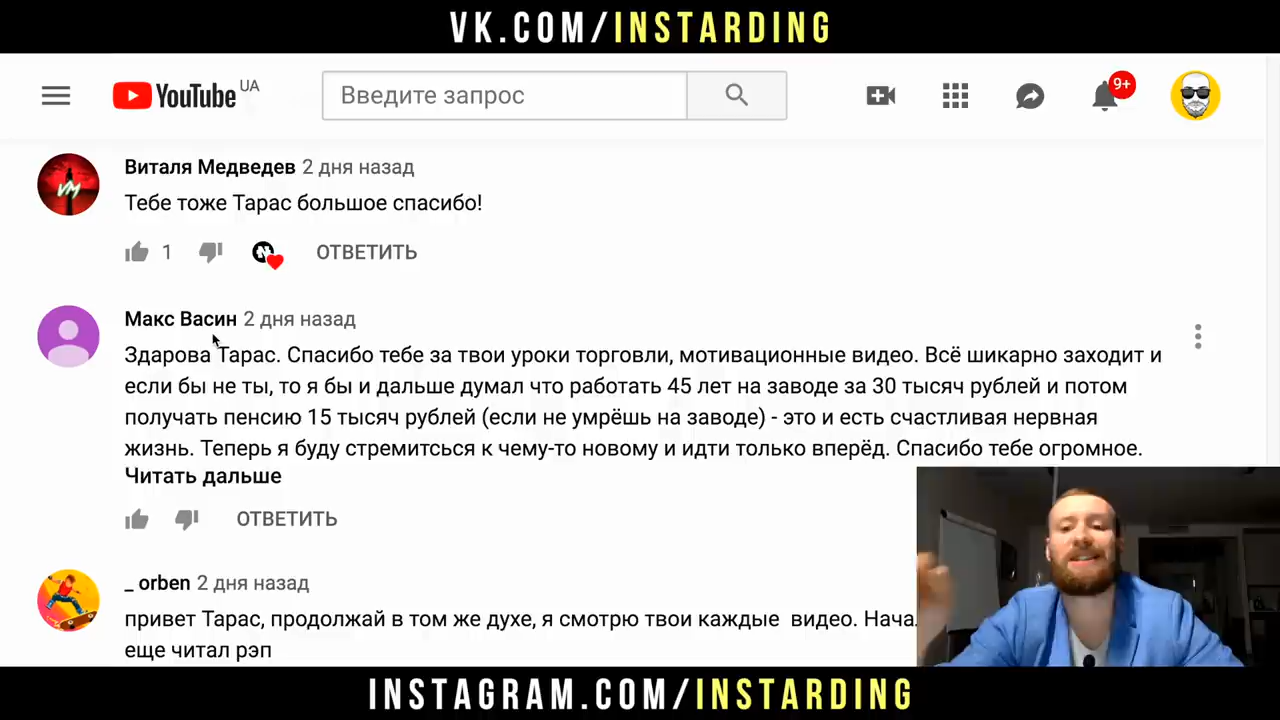 VK.COM/INSTARDING
YouTube UA
Введите запрос
9+
Виталя Медведев 2 дня назад
Тебе тоже Тарас большое спасибо!
1 ОТВЕТИТЬ
Макс Васин 2 дня назад
Здарова Тарас. Спасибо тебе за твои уроки торговли, мотивационные видео. Всё шикарно заходит и
если бы не ты, то я бы и дальше думал что работать 45 лет на заводе за 30 тысяч рублей и потом
получать пенсию 15 тысяч рублей (если не умрёшь на заводе) - это и есть счастливая нервная
жизнь. Теперь я буду стремиться к чему-то новому и идти только вперёд. Спасибо тебе огромное.
Читать дальше
ОТВЕТИТЬ
_ orben 2 дня назад
привет Тарас, продолжай в том же духе, я смотрю твои каждые видео. Нача
еще читал рэп
INSTAGRAM.COM/INSTARDING